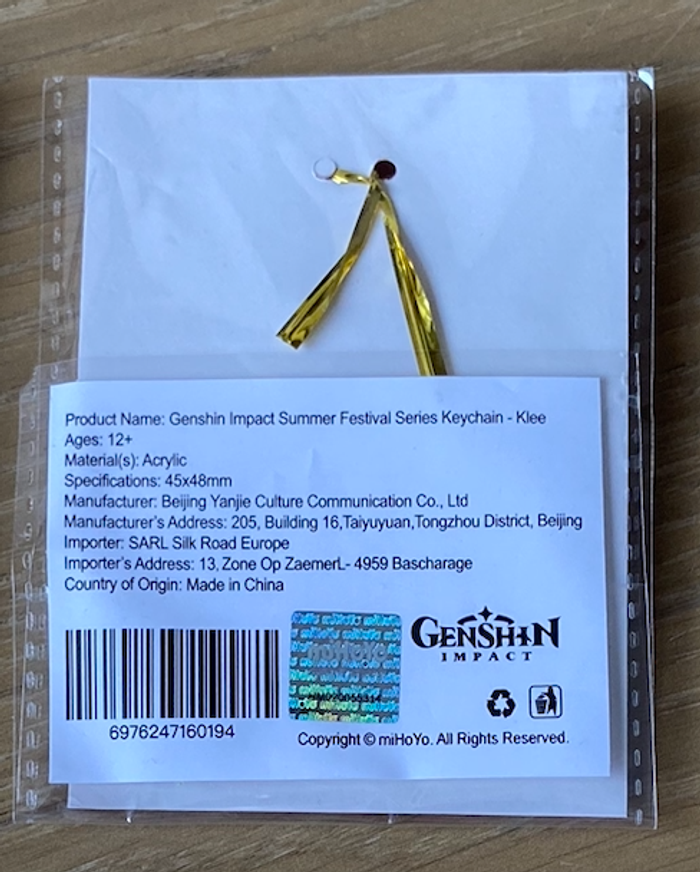 Product Name: Genshin Impact Summer Festival Series Keychain - Klee
Ages: 12+
Material(s): Acrylic
Specifications: 45x48mm
Manufacturer: Beijing Yanjie Culture Communication Co., Ltd
Manufacturer's Address: 205, Building 16,Taiyuyuan,Tongzhou District, Beijing
Importer: SARL Silk Road Europe
Importer's Address: 13, Zone Op ZaemerL- 4959 Bascharage
Country of Origin: Made in China
6976247160194
miHoYo
GENSHIN
IMPACT
Copyright © miHoYo. All Rights Reserved.